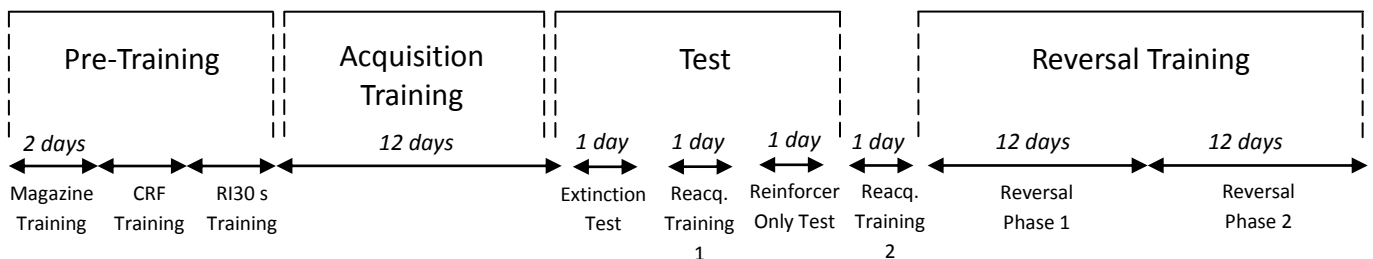 Pre-Training
Acquisition
Training
Test
Reversal Training
2 days
12 days
1 day
1 day
1 day
1 day
12 days
12 days
Magazine
Training
CRF
Training
RI30 s
Training
Extinction
Test
Reacq.
Training
1
Reinforcer
Only Test
Reacq.
Training
2
Reversal
Phase 1
Reversal
Phase 2